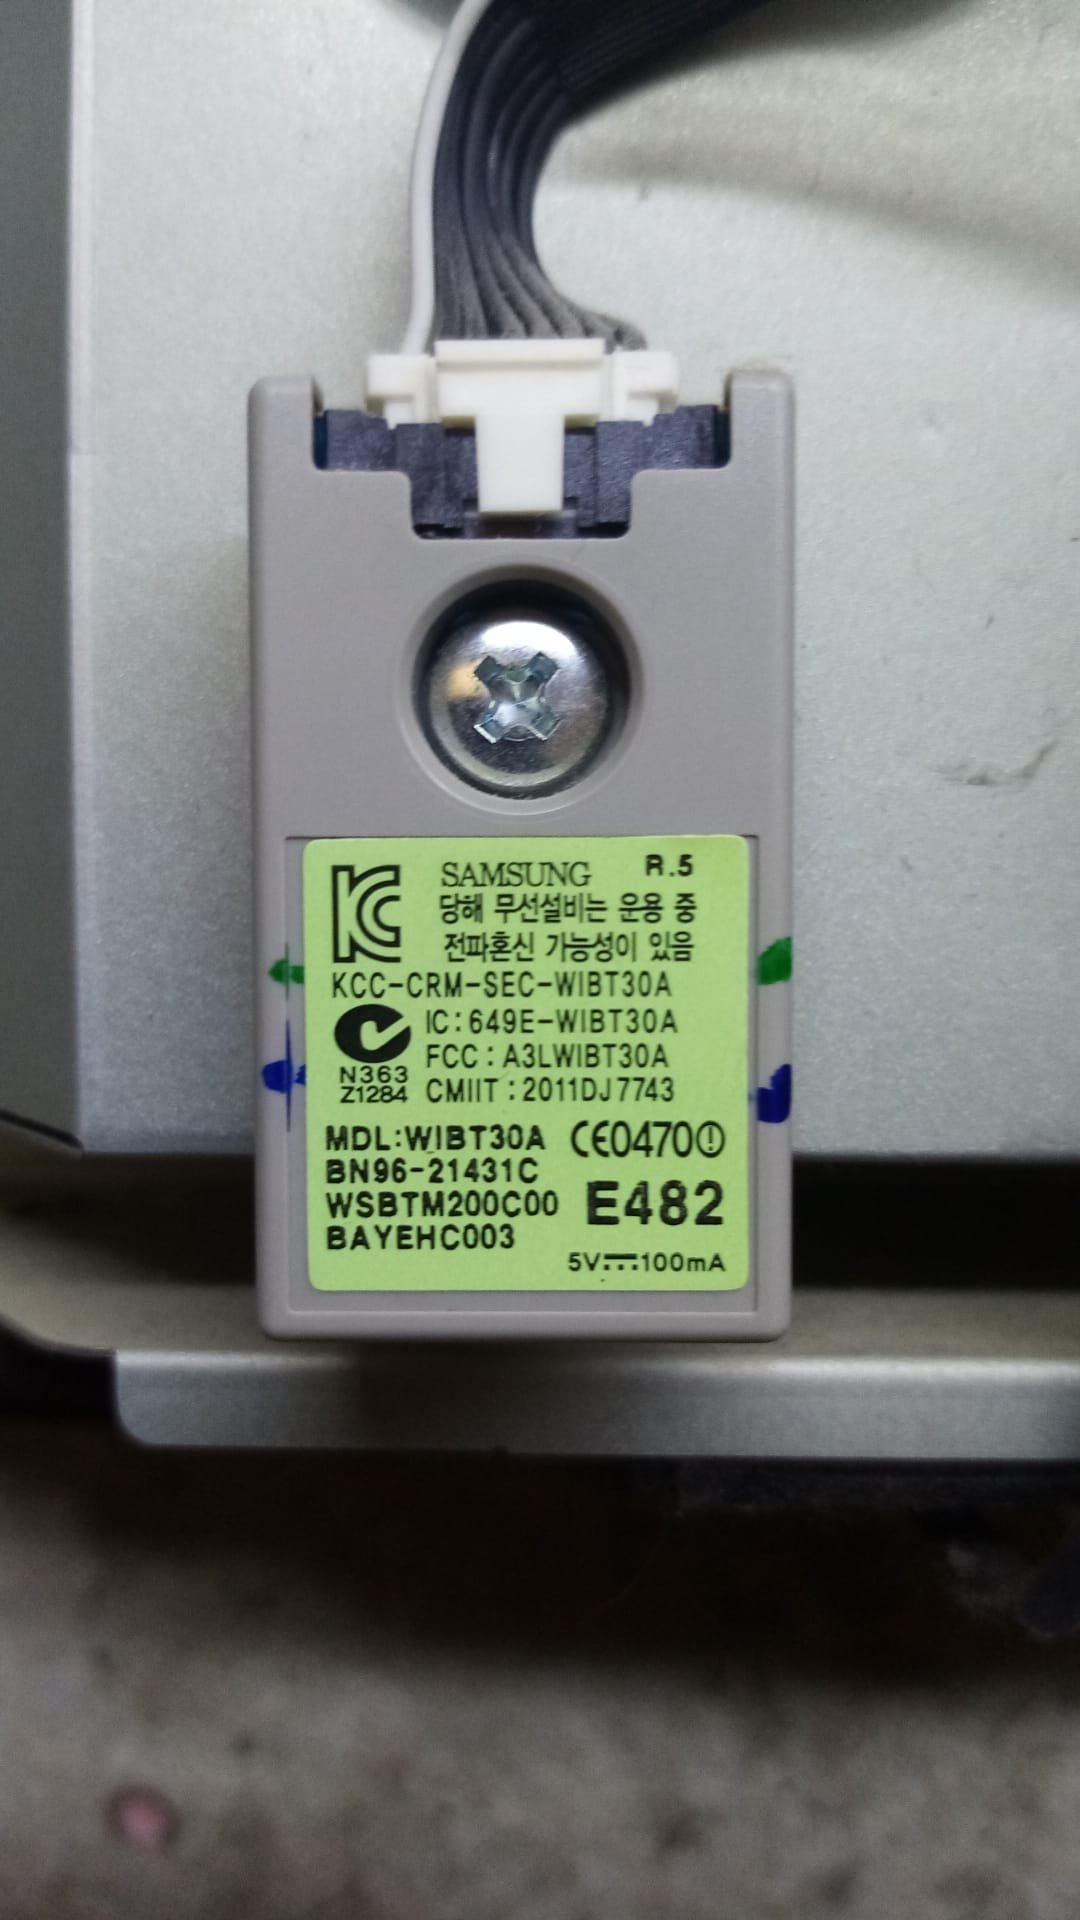 SAMSUNG R.5
당해 무선설비는 운용 중
전파혼신 가능성이 있음
KCC-CRM-SEC-WIBT30A
IC:649E-WIBT30A
FCC:A3LWIBT30A
N363
Z1284
CMIIT:2011DJ7743
MDL:WIBT30A CE0470!
BN96-21431C
WSBTM200C00
E482
BAYEHC003
5V⎓100mA